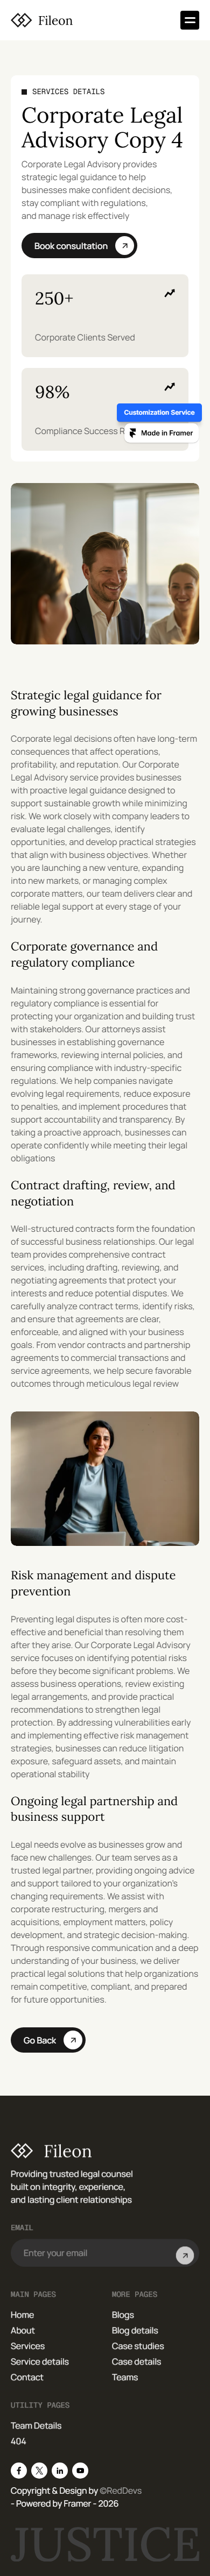 Fileon
SERVICES DETAILS
Corporate Legal
Advisory Copy 4
Corporate Legal Advisory provides
strategic legal guidance to help
businesses make confident decisions,
stay compliant with regulations,
and manage risk effectively
Book consultation
250+
Corporate Clients Served
98%
Customization Service
Made in Framer
Compliance Success R
Strategic legal guidance for
growing businesses
Corporate legal decisions often have long-term
consequences that affect operations,
profitability, and reputation. Our Corporate
Legal Advisory service provides businesses
with proactive legal guidance designed to
support sustainable growth while minimizing
risk. We work closely with company leaders to
evaluate legal challenges, identify
opportunities, and develop practical strategies
that align with business objectives. Whether
you are launching a new venture, expanding
into new markets, or managing complex
corporate matters, our team delivers clear and
reliable legal support at every stage of your
journey.
Corporate governance and
regulatory compliance
Maintaining strong governance practices and
regulatory compliance is essential for
protecting your organization and building trust
with stakeholders. Our attorneys assist
businesses in establishing governance
frameworks, reviewing internal policies, and
ensuring compliance with industry-specific
regulations. We help companies navigate
evolving legal requirements, reduce exposure
to penalties, and implement procedures that
support accountability and transparency. By
taking a proactive approach, businesses can
operate confidently while meeting their legal
obligations
Contract drafting, review, and
negotiation
Well-structured contracts form the foundation
of successful business relationships. Our legal
team provides comprehensive contract
services, including drafting, reviewing, and
negotiating agreements that protect your
interests and reduce potential disputes. We
carefully analyze contract terms, identify risks,
and ensure that agreements are clear,
enforceable, and aligned with your business
goals. From vendor contracts and partnership
agreements to commercial transactions and
service agreements, we help secure favorable
outcomes through meticulous legal review
Risk management and dispute
prevention
Preventing legal disputes is often more cost-
effective and beneficial than resolving them
after they arise. Our Corporate Legal Advisory
service focuses on identifying potential risks
before they become significant problems. We
assess business operations, review existing
legal arrangements, and provide practical
recommendations to strengthen legal
protection. By addressing vulnerabilities early
and implementing effective risk management
strategies, businesses can reduce litigation
exposure, safeguard assets, and maintain
operational stability
Ongoing legal partnership and
business support
Legal needs evolve as businesses grow and
face new challenges. Our team serves as a
trusted legal partner, providing ongoing advice
and support tailored to your organization's
changing requirements. We assist with
corporate restructuring, mergers and
acquisitions, employment matters, policy
development, and strategic decision-making.
Through responsive communication and a deep
understanding of your business, we deliver
practical legal solutions that help organizations
remain competitive, compliant, and prepared
for future opportunities.
Go Back
Fileon
Providing trusted legal counsel
built on integrity, experience,
and lasting client relationships
EMAIL
Enter your email
MAIN PAGES
Home
About
Services
Service details
Contact
MORE PAGES
Blogs
Blog details
Case studies
Case details
Teams
UTILITY PAGES
Team Details
404
Copyright & Design by ©RedDevs
- Powered by Framer - 2026
JUSTICE